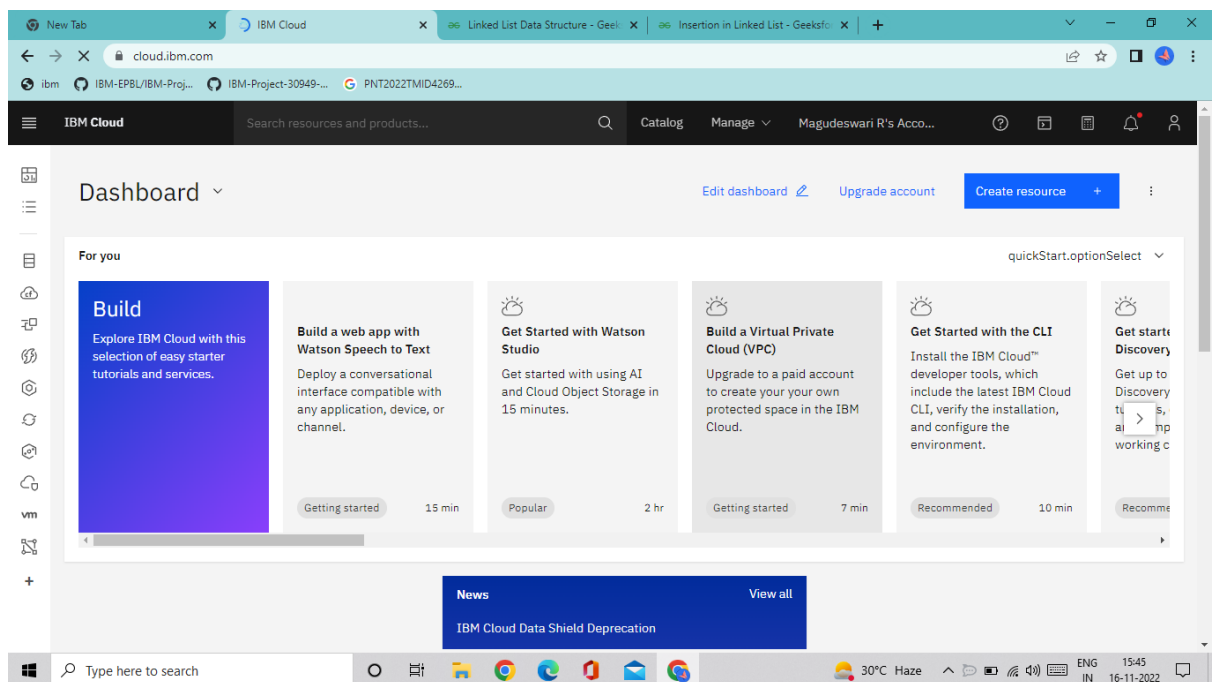 New Tab
IBM Cloud
Linked List Data Structure - Geek
Insertion in Linked List - Geeksfo
cloud.ibm.com
ibm
IBM-EPBL/IBM-Proj...
IBM-Project-30949-...
PNT2022TMID4269...
IBM Cloud
Search resources and products...
Catalog
Manage
Magudeswari R's Acco...
Dashboard
Edit dashboard
Upgrade account
Create resource +
For you
quickStart.optionSelect
Build
Explore IBM Cloud with this
selection of easy starter
tutorials and services.
Build a web app with
Watson Speech to Text
Deploy a conversational
interface compatible with
any application, device, or
channel.
Getting started
15 min
Get Started with Watson
Studio
Get started with using AI
and Cloud Object Storage in
15 minutes.
Popular
2 hr
Build a Virtual Private
Cloud (VPC)
Upgrade to a paid account
to create your your own
protected space in the IBM
Cloud.
Getting started
7 min
Get Started with the CLI
Install the IBM Cloud™
developer tools, which
include the latest IBM Cloud
CLI, verify the installation,
and configure the
environment.
Recommended
10 min
Get starte
Discovery
Get up to
Discovery
working c
Recomme
vm
News
View all
IBM Cloud Data Shield Deprecation
Type here to search
30°C Haze
ENG
IN
15:45
16-11-2022